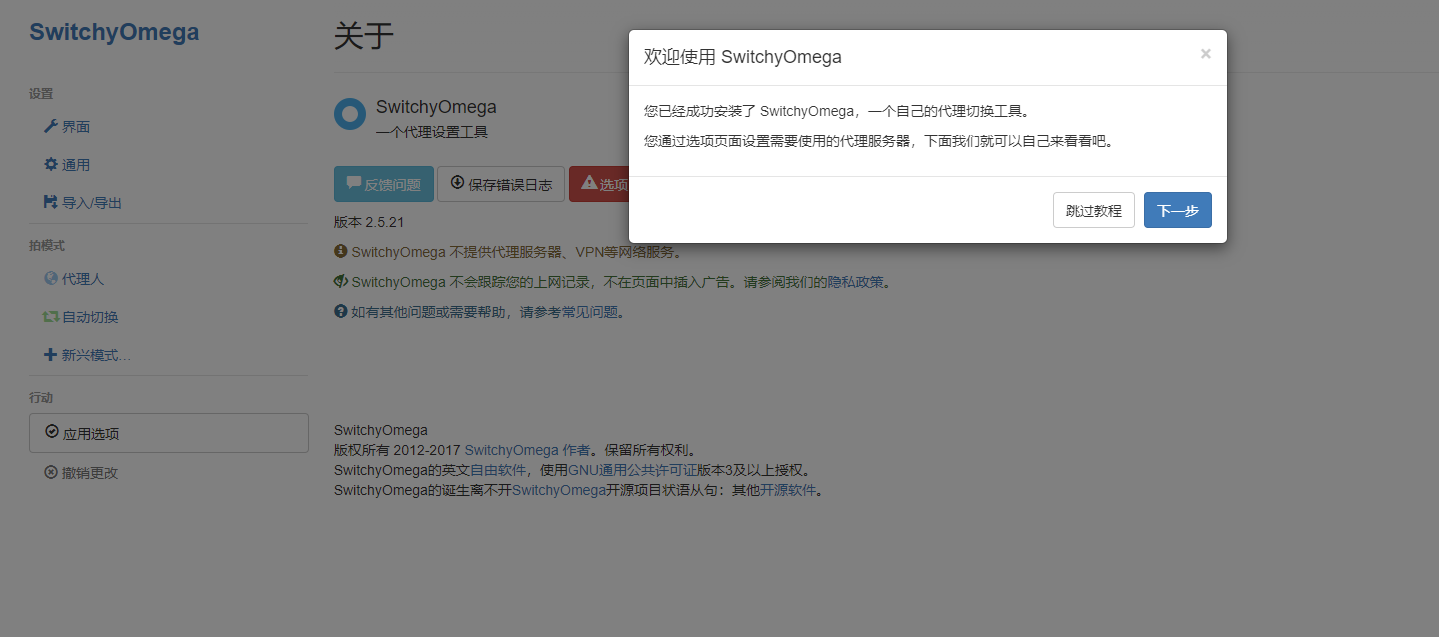 SwitchyOmega
设置
界面
通用
导入/导出
拍模式
代理人
自动切换
新兴模式...
行动
应用选项
撤销更改
关于
SwitchyOmega
一个代理设置工具
反馈问题
保存错误日志
选项
版本 2.5.21
SwitchyOmega 不提供代理服务器、VPN等网络服务。
SwitchyOmega 不会跟踪您的上网记录，不在页面中插入广告。请参阅我们的隐私政策。
如有其他问题或需要帮助，请参考常见问题。
SwitchyOmega
版权所有 2012-2017 SwitchyOmega 作者。保留所有权利。
SwitchyOmega的英文自由软件，使用GNU通用公共许可证版本3及以上授权。
SwitchyOmega的诞生离不开SwitchyOmega开源项目状语从句：其他开源软件。
欢迎使用 SwitchyOmega
×
您已经成功安装了 SwitchyOmega，一个自己的代理切换工具。
您通过选项页面设置需要使用的代理服务器，下面我们就可以自己来看看吧。
跳过教程
下一步